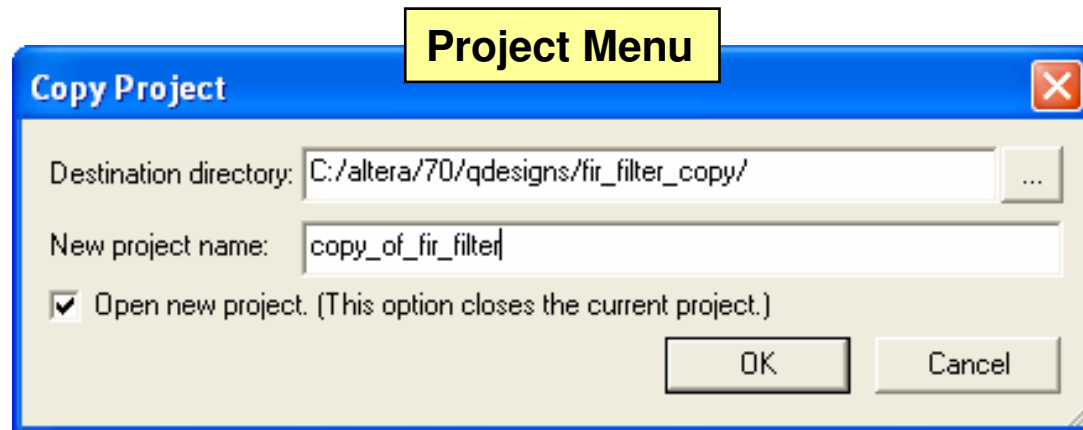 Project Menu
Copy Project
Destination directory: C:/altera/70/qdesigns/fir_filter_copy/ ...
New project name: copy_of_fir_filter
Open new project. (This option closes the current project.)
OK Cancel